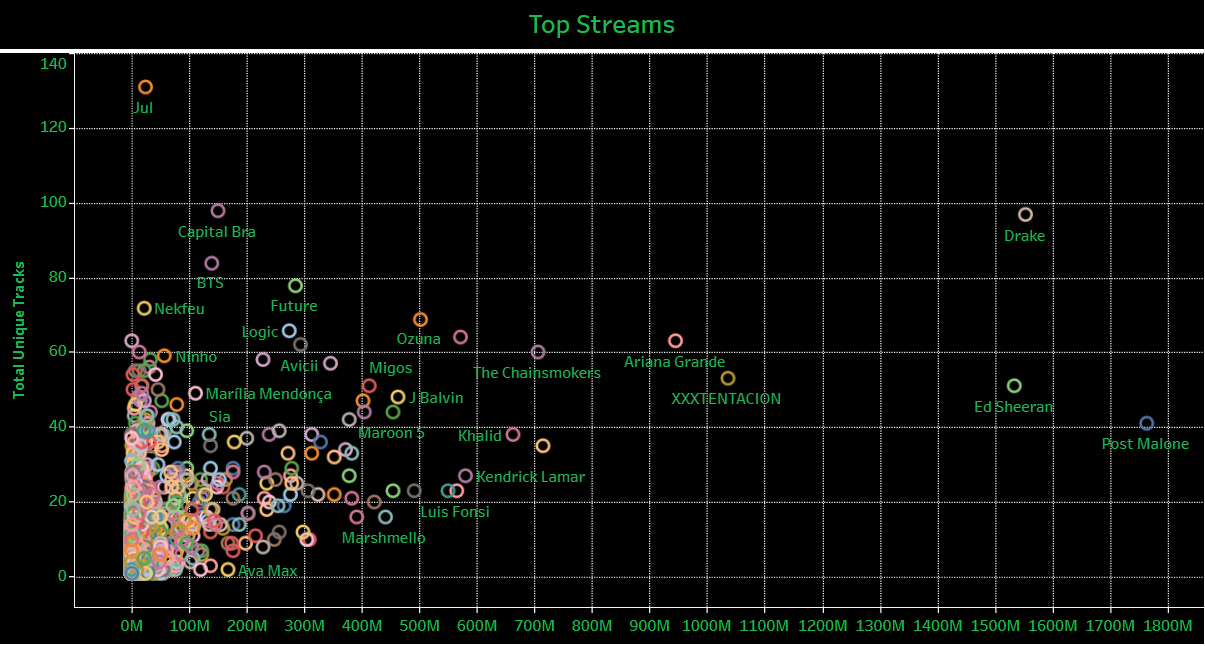 Top Streams
Total Unique Tracks
140
120
100
80
60
40
20
0
Jul
Capital Bra
Drake
BTS
Nekfeu
Future
Logic
Ozuna
Ninho
Avicii
Migos
The Chainsmokers
Ariana Grande
Marília Mendonça
J Balvin
XXXTENTACION
Ed Sheeran
Sia
Maroon 5
Khalid
Post Malone
Kendrick Lamar
Luis Fonsi
Marshmello
Ava Max
0M 100M 200M 300M 400M 500M 600M 700M 800M 900M 1000M 1100M 1200M 1300M 1400M 1500M 1600M 1700M 1800M